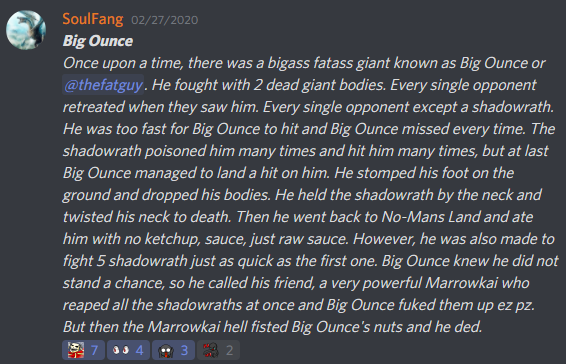 SoulFang 02/27/2020
Big Ounce
Once upon a time, there was a bigass fatass giant known as Big Ounce or
@thefatguy. He fought with 2 dead giant bodies. Every single opponent
retreated when they saw him. Every single opponent except a shadowrath.
He was too fast for Big Ounce to hit and Big Ounce missed every time. The
shadowrath poisoned him many times and hit him many times, but at last
Big Ounce managed to land a hit on him. He stomped his foot on the
ground and dropped his bodies. He held the shadowrath by the neck and
twisted his neck to death. Then he went back to No-Mans Land and ate
him with no ketchup, sauce, just raw sauce. However, he was also made to
fight 5 shadowrath just as quick as the first one. Big Ounce knew he did not
stand a chance, so he called his friend, a very powerful Marrowkai who
reaped all the shadowraths at once and Big Ounce fuked them up ez pz.
But then the Marrowkai hell fisted Big Ounce's nuts and he ded.
7 4 3 2